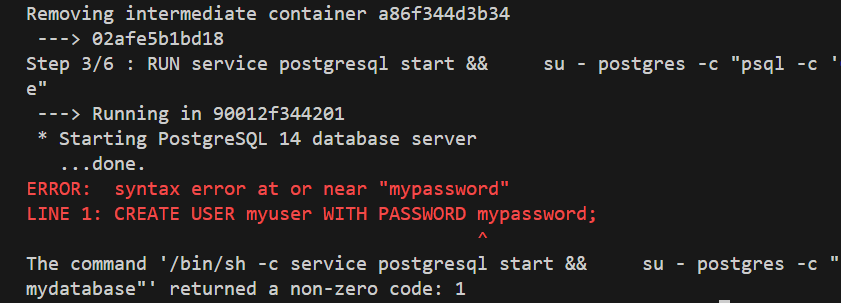 Removing intermediate container a86f344d3b34
 ---> 02afe5b1bd18
Step 3/6 : RUN service postgresql start &&     su - postgres -c "psql -c '
e"
 ---> Running in 90012f344201
 * Starting PostgreSQL 14 database server
   ...done.
ERROR:  syntax error at or near "mypassword"
LINE 1: CREATE USER myuser WITH PASSWORD mypassword;
                                         ^
The command '/bin/sh -c service postgresql start &&     su - postgres -c "
mydatabase"' returned a non-zero code: 1